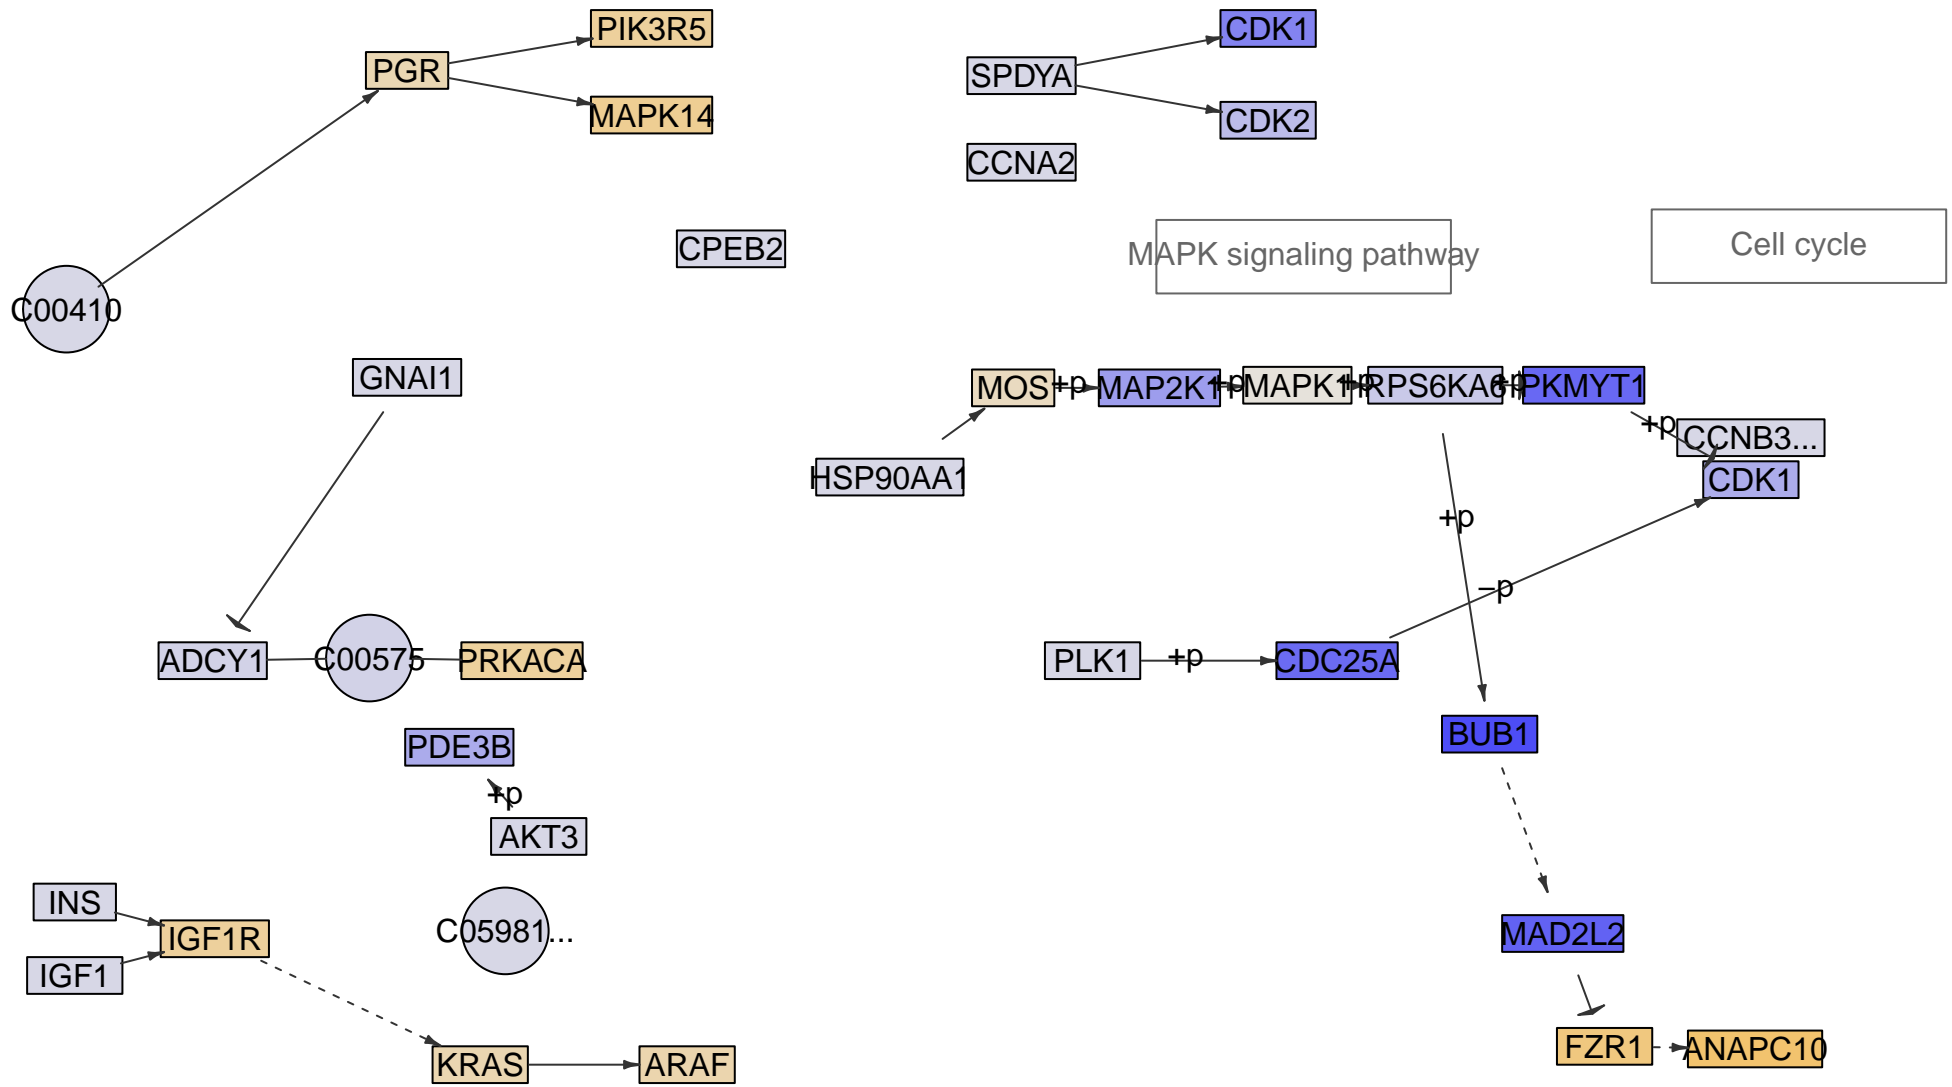 PIK3R5
CDK1
PGR
SPDYA
MAPK14
CDK2
CCNA2
CPEB2
MAPK signaling pathway
Cell cycle
C00410
GNAI1
MOS
+p
MAP2K1
+p
MAPK1
+p
RPS6KA6
+p
PKMYT1
+p
CCNB3...
HSP90AA1
CDK1
+p
−p
ADCY1
C00575
PRKACA
PLK1
+p
CDC25A
BUB1
PDE3B
+p
AKT3
INS
IGF1R
C05981...
MAD2L2
IGF1
FZR1
ANAPC10
KRAS
ARAF